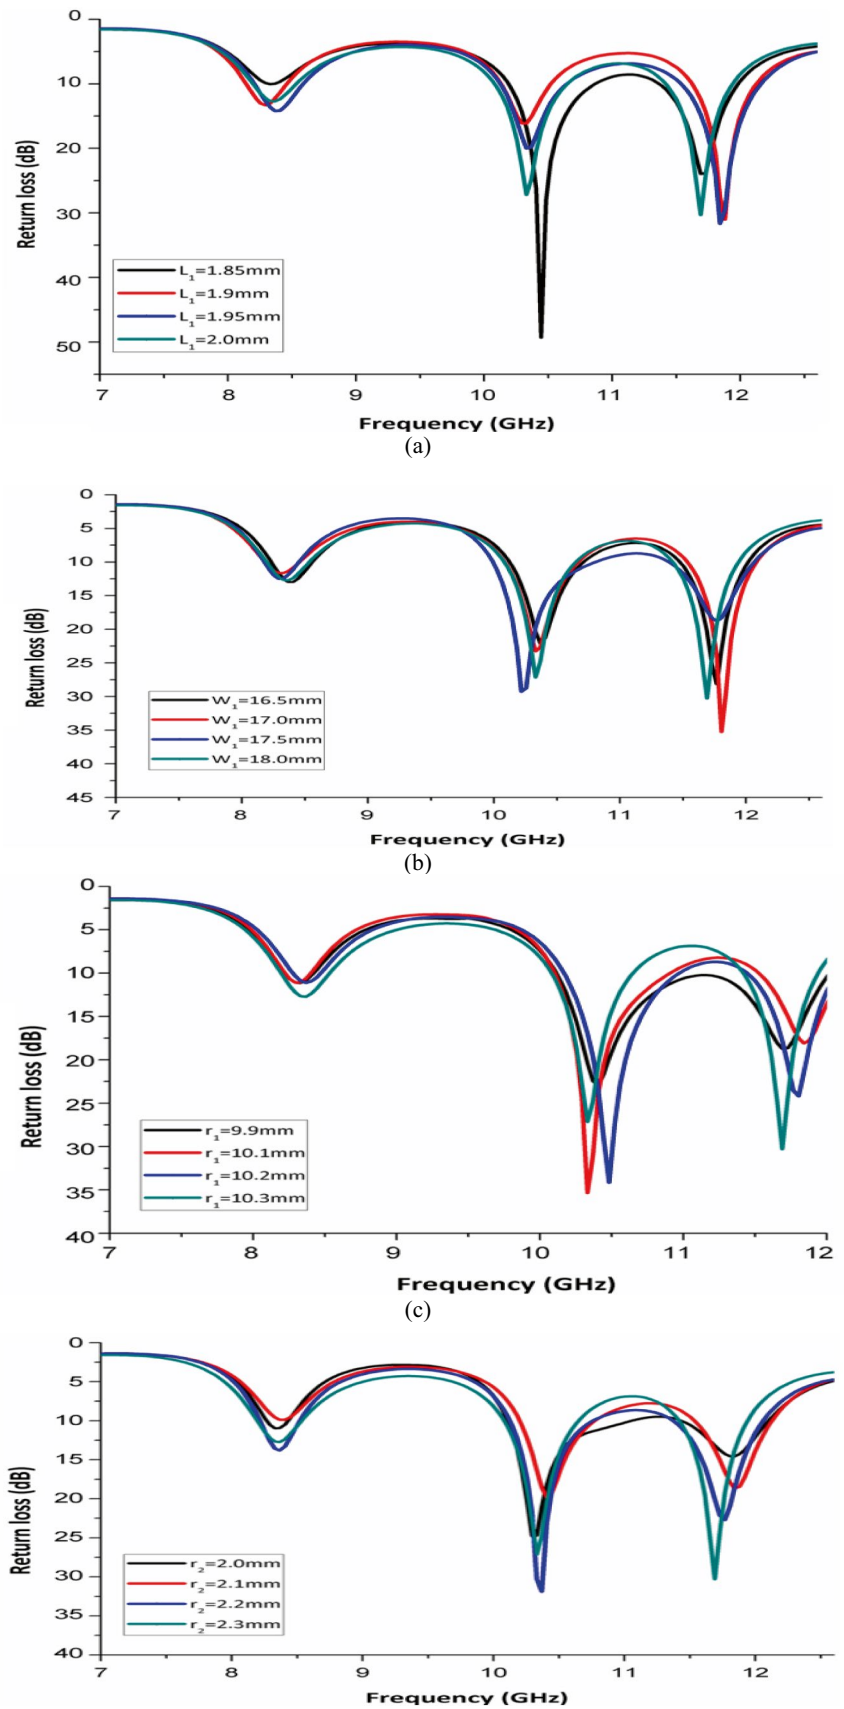 0
10
20
30
40
50
Return loss (dB)
L1=1.85mm
L1=1.9mm
L1=1.95mm
L1=2.0mm
7 8 9 10 11 12
Frequency (GHz)
(a)
0
5
10
15
20
25
30
35
40
45
Return loss (dB)
W1=16.5mm
W1=17.0mm
W1=17.5mm
W1=18.0mm
7 8 9 10 11 12
Frequency (GHz)
(b)
0
5
10
15
20
25
30
35
40
Return loss (dB)
r1=9.9mm
r1=10.1mm
r1=10.2mm
r1=10.3mm
7 8 9 10 11 12
Frequency (GHz)
(c)
0
5
10
15
20
25
30
35
40
Return loss (dB)
r2=2.0mm
r2=2.1mm
r2=2.2mm
r2=2.3mm
7 8 9 10 11 12
Frequency (GHz)